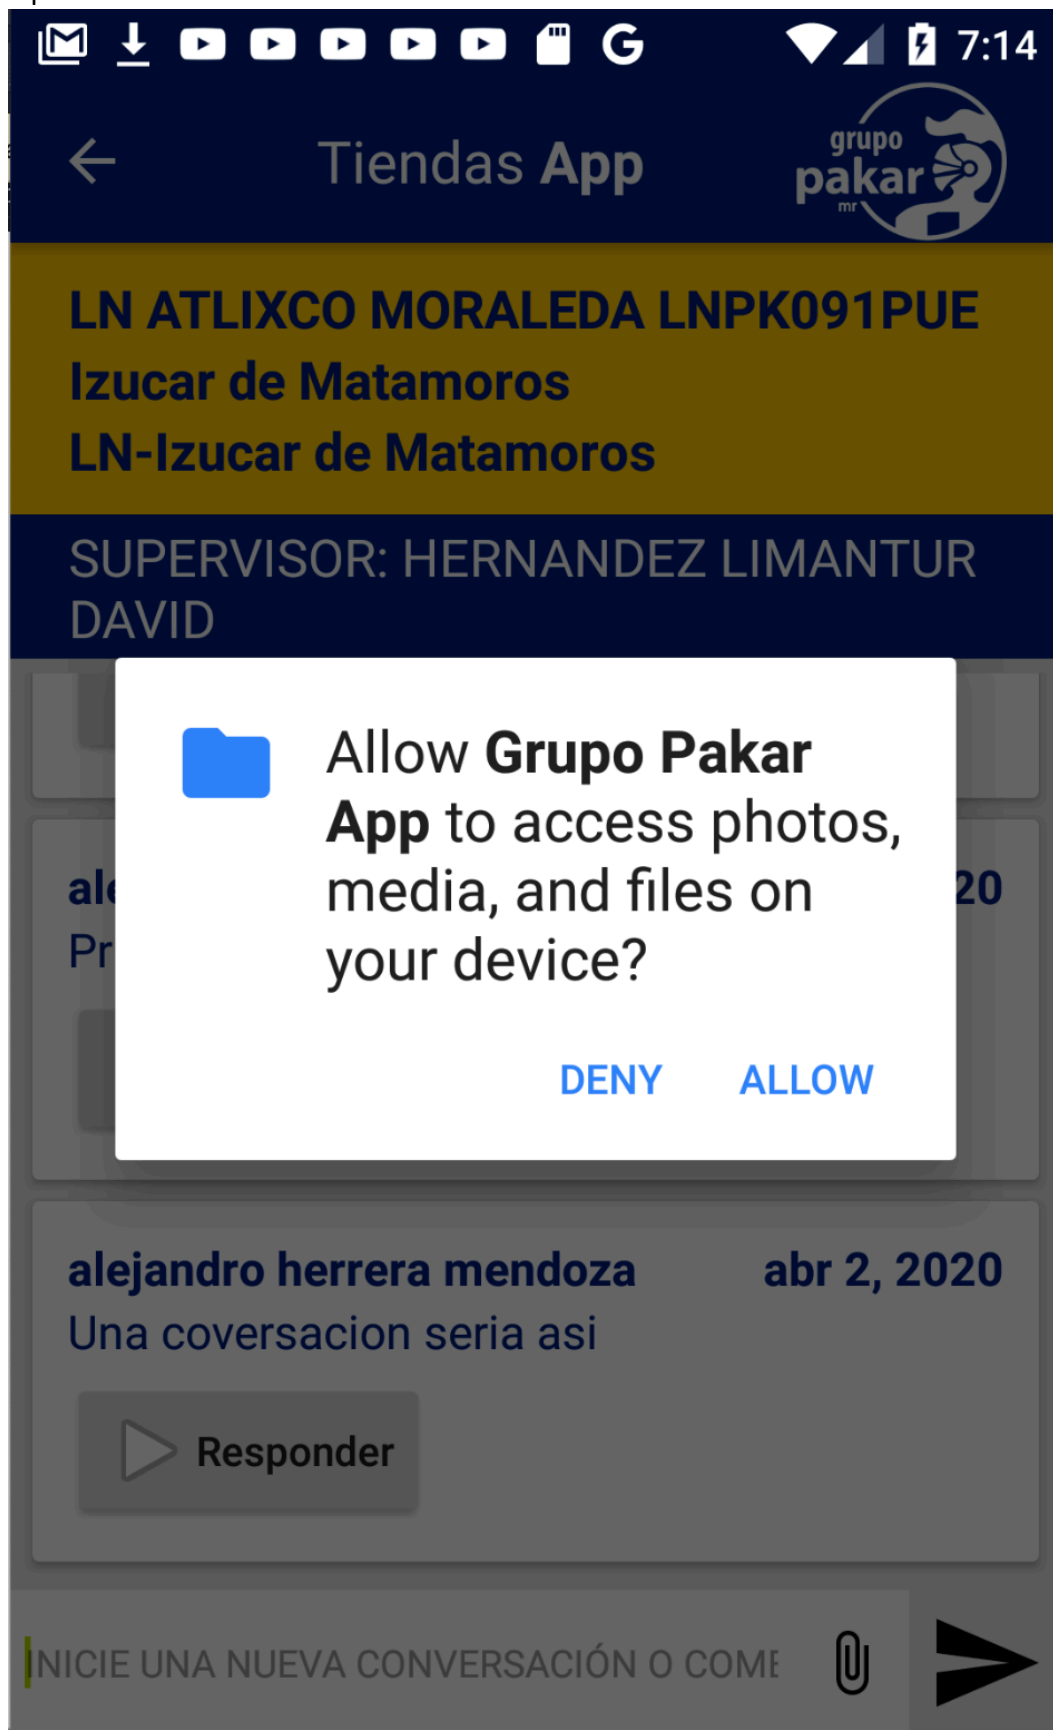 7:14
Tiendas App
grupo
pakar
mr
LN ATLIXCO MORALEDA LNPK091PUE
Izucar de Matamoros
LN-Izucar de Matamoros
SUPERVISOR: HERNANDEZ LIMANTUR
DAVID
Allow Grupo Pakar
App to access photos,
media, and files on
your device?
DENY ALLOW
alejandro herrera mendoza abr 2, 2020
Una coversacion seria asi
Responder
INICIE UNA NUEVA CONVERSACIÓN O